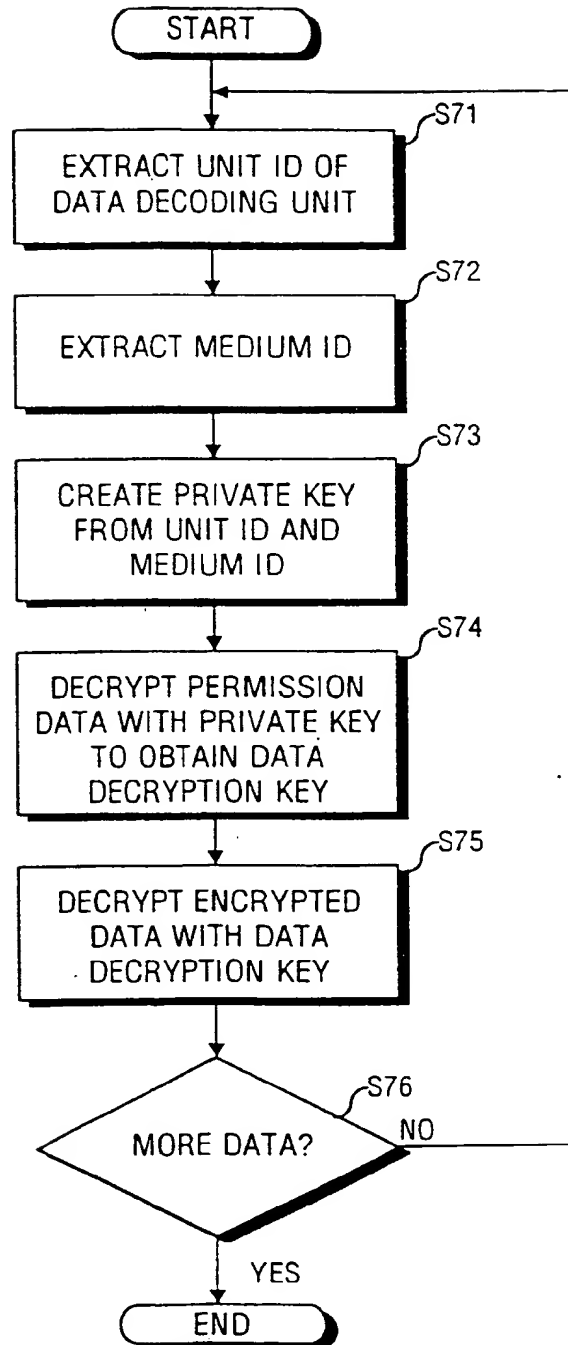 START
S71
EXTRACT UNIT ID OF
DATA DECODING UNIT
S72
EXTRACT MEDIUM ID
S73
CREATE PRIVATE KEY
FROM UNIT ID AND
MEDIUM ID
S74
DECRYPT PERMISSION
DATA WITH PRIVATE KEY
TO OBTAIN DATA
DECRYPTION KEY
S75
DECRYPT ENCRYPTED
DATA WITH DATA
DECRYPTION KEY
S76
MORE DATA?
NO
YES
END